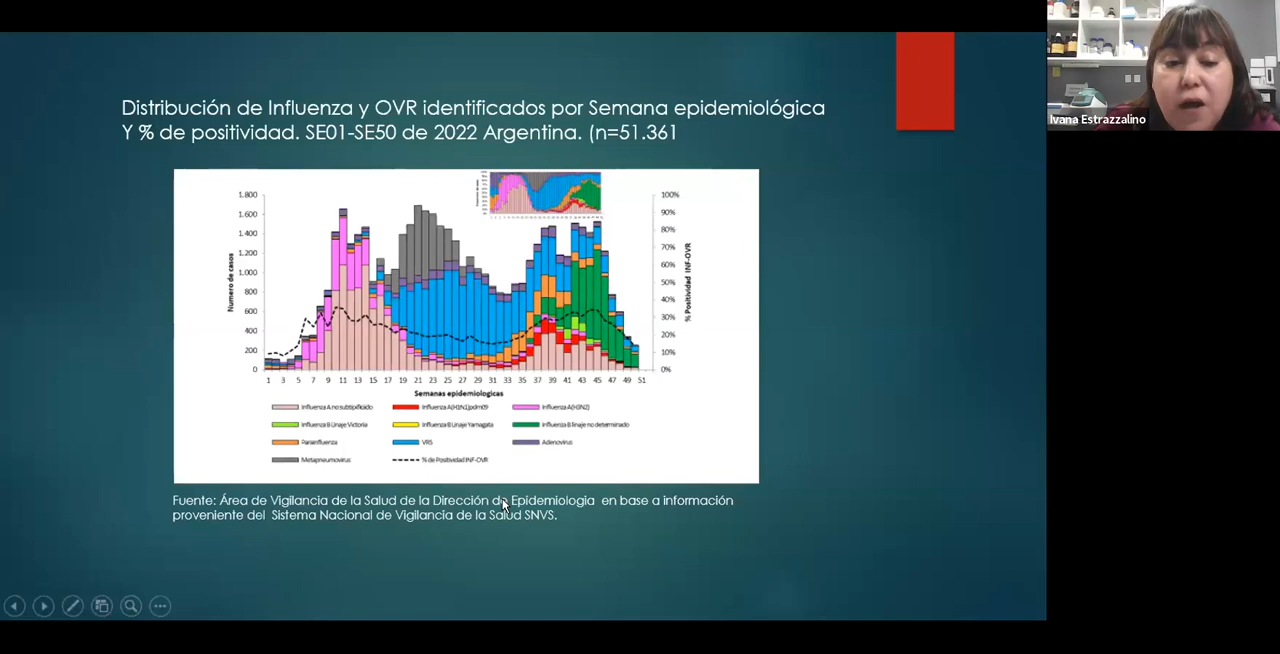 Distribución de Influenza y OVR identificados por Semana epidemiológica
Y % de positividad. SE01-SE50 de 2022 Argentina. (n=51.361
Ivana Estrazzalino
1.800
1.600
1.400
1.200
1.000
800
600
400
200
0
100%
90%
80%
70%
60%
50%
40%
30%
20%
10%
0%
Numero de casos
% Positividad INF-OVR
1 3 5 7 9 11 13 15 17 19 21 23 25 27 29 31 33 35 37 39 41 43 45 47 49 51
Semanas epidemiologicas
Influenza A no subtipificado
Influenza A(H1N1)pdm09
Influenza A(H3N2)
Influenza B Linaje Victoria
Influenza B Linaje Yamagata
Influenza B linaje no determinado
Parainfluenza
VRS
Adenovirus
Metapneumovirus
% de Positividad INF-OVR
Fuente: Área de Vigilancia de la Salud de la Dirección de Epidemiologia en base a información
proveniente del Sistema Nacional de Vigilancia de la Salud SNVS.